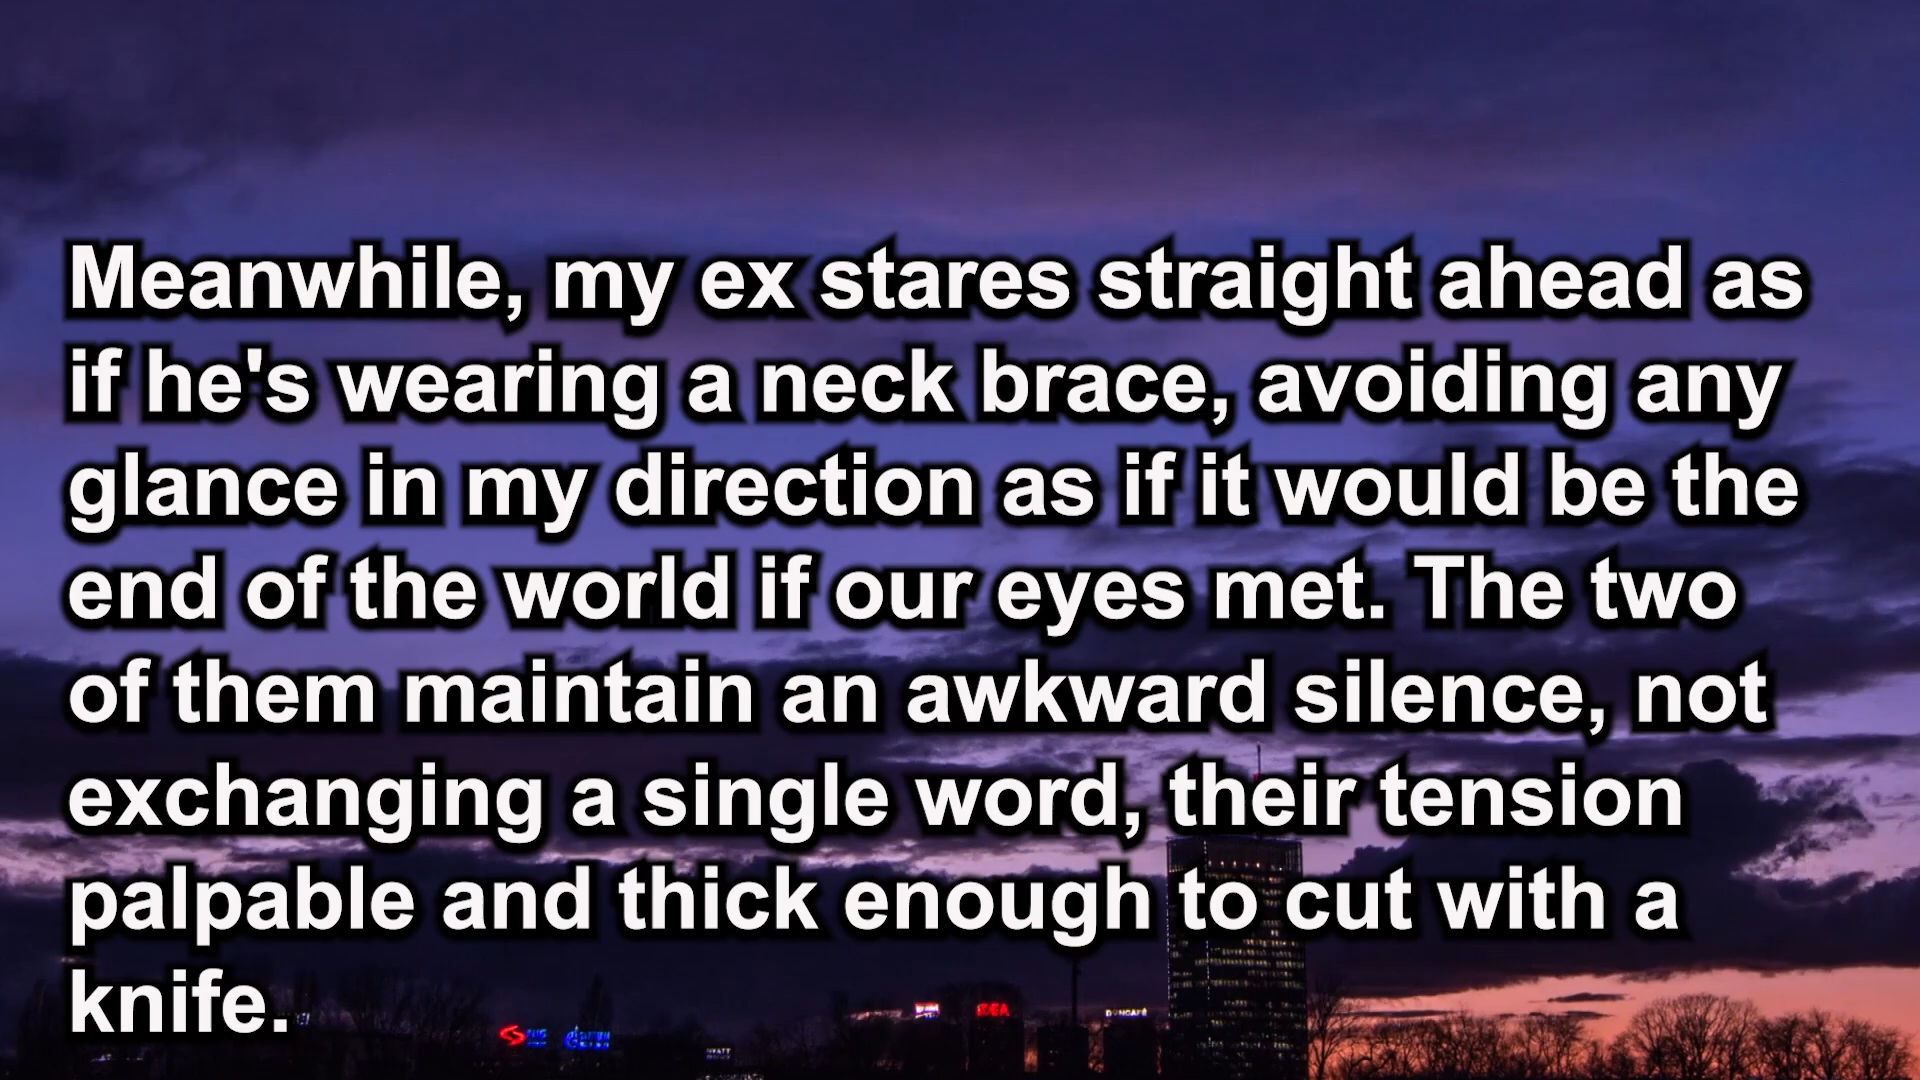 Meanwhile, my ex stares straight ahead as
if he's wearing a neck brace, avoiding any
glance in my direction as if it would be the
end of the world if our eyes met. The two
of them maintain an awkward silence, not
exchanging a single word, their tension
palpable and thick enough to cut with a
knife.
IDEA
HYATT